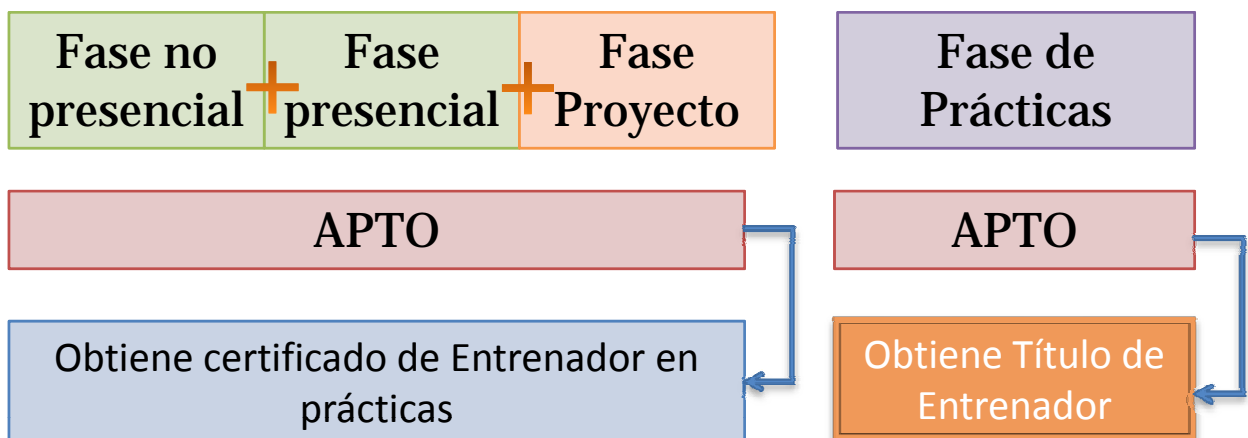 Fase no
presencial
+
Fase
presencial
+
Fase
Proyecto
Fase de
Prácticas
APTO
APTO
Obtiene certificado de Entrenador en
prácticas
Obtiene Título de
Entrenador